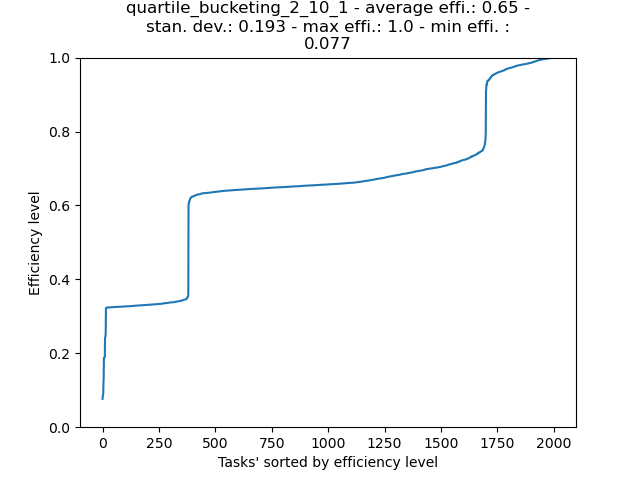 quartile_bucketing_2_10_1 - average effi.: 0.65 -
stan. dev.: 0.193 - max effi.: 1.0 - min effi. :
0.077
1.0
0.8
0.6
0.4
0.2
0.0
Efficiency level
0 250 500 750 1000 1250 1500 1750 2000
Tasks' sorted by efficiency level